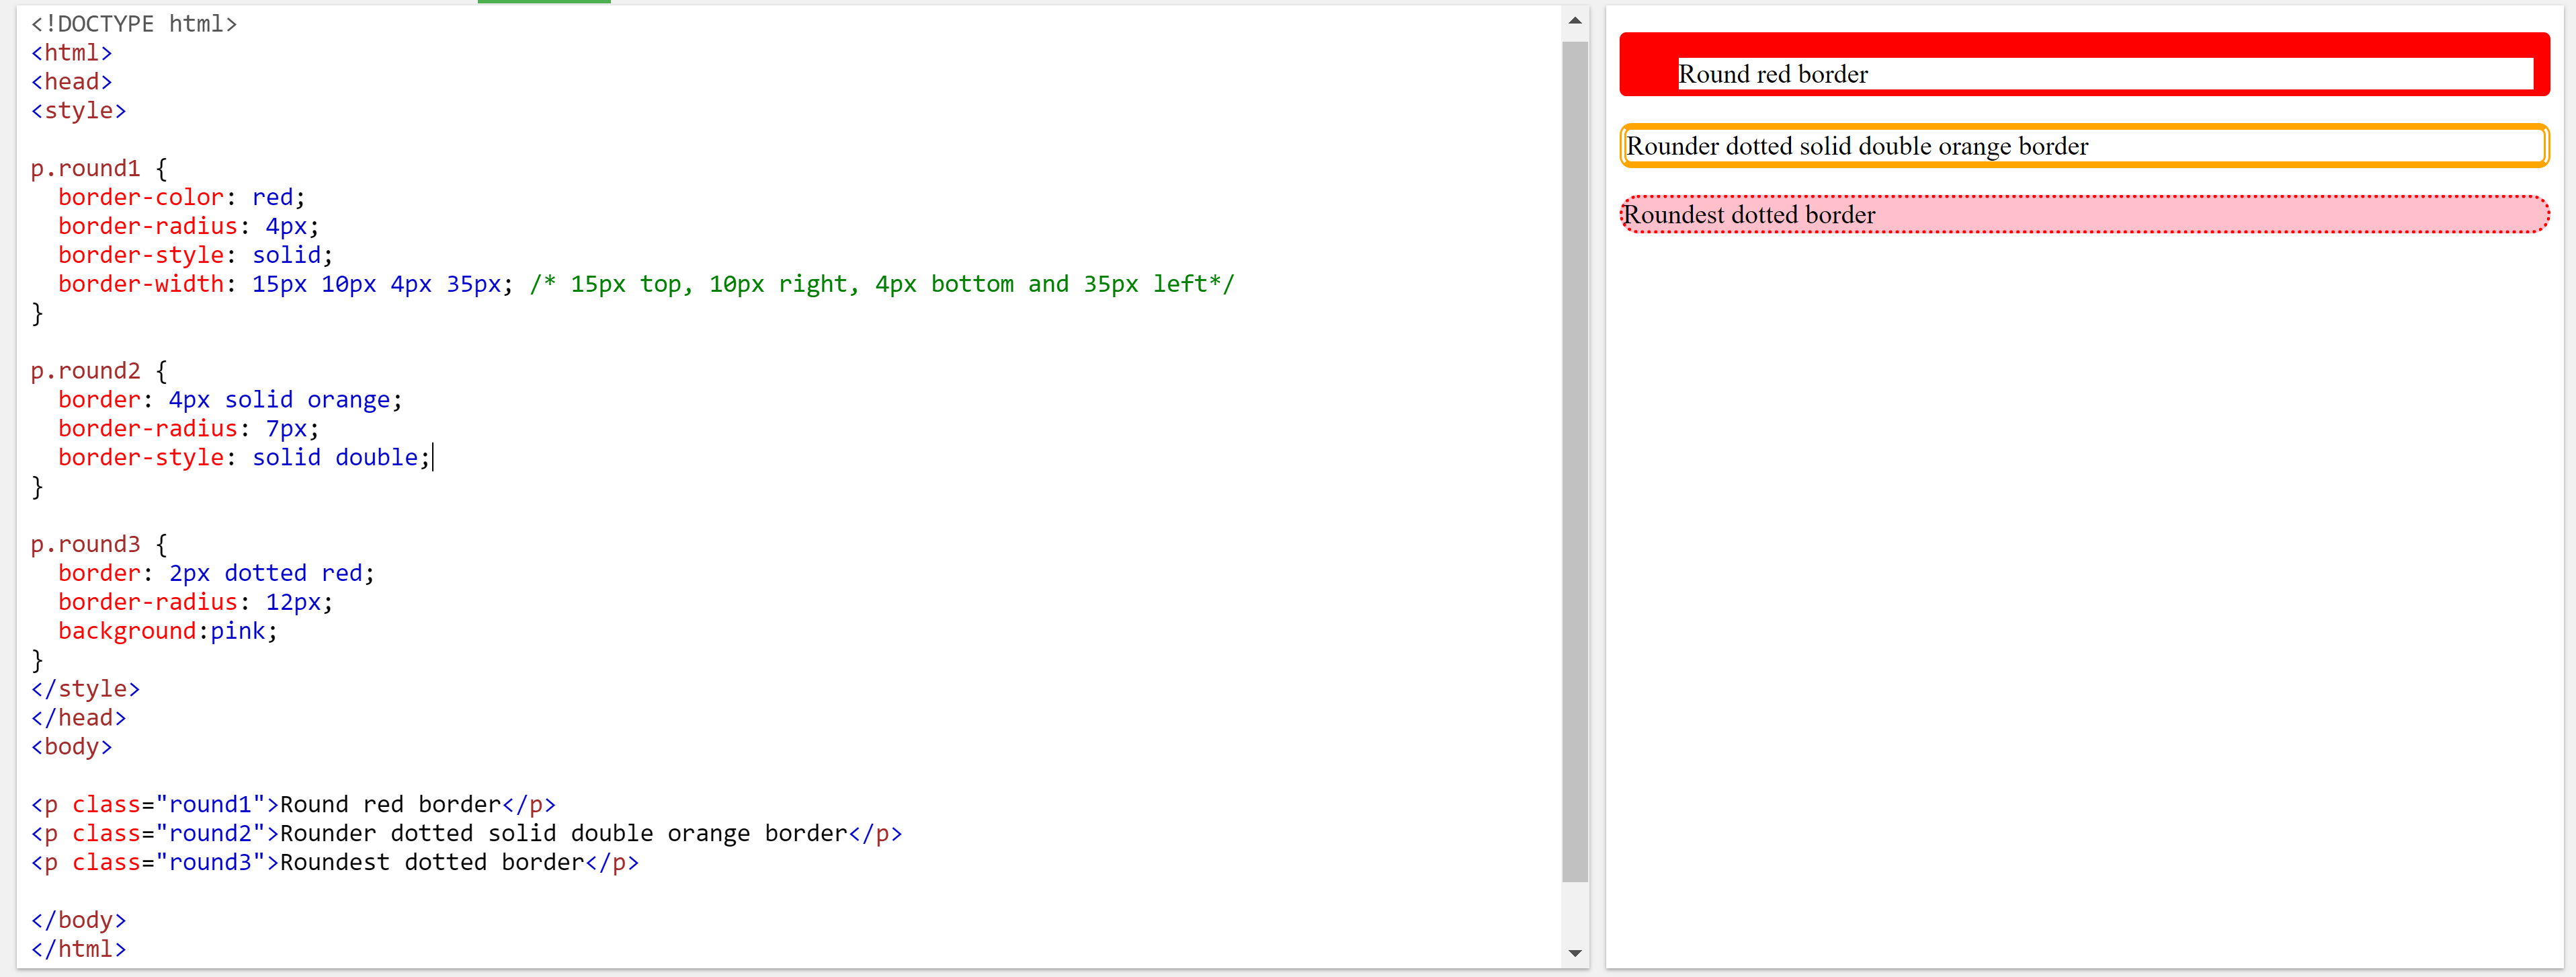 <!DOCTYPE html>
<html>
<head>
<style>

p.round1 {
  border-color: red;
  border-radius: 4px;
  border-style: solid;
  border-width: 15px 10px 4px 35px; /* 15px top, 10px right, 4px bottom and 35px left*/
}

p.round2 {
  border: 4px solid orange;
  border-radius: 7px;
  border-style: solid double;
}

p.round3 {
  border: 2px dotted red;
  border-radius: 12px;
  background:pink;
}
</style>
</head>
<body>

<p class="round1">Round red border</p>
<p class="round2">Rounder dotted solid double orange border</p>
<p class="round3">Roundest dotted border</p>

</body>
</html>
Round red border
Rounder dotted solid double orange border
Roundest dotted border